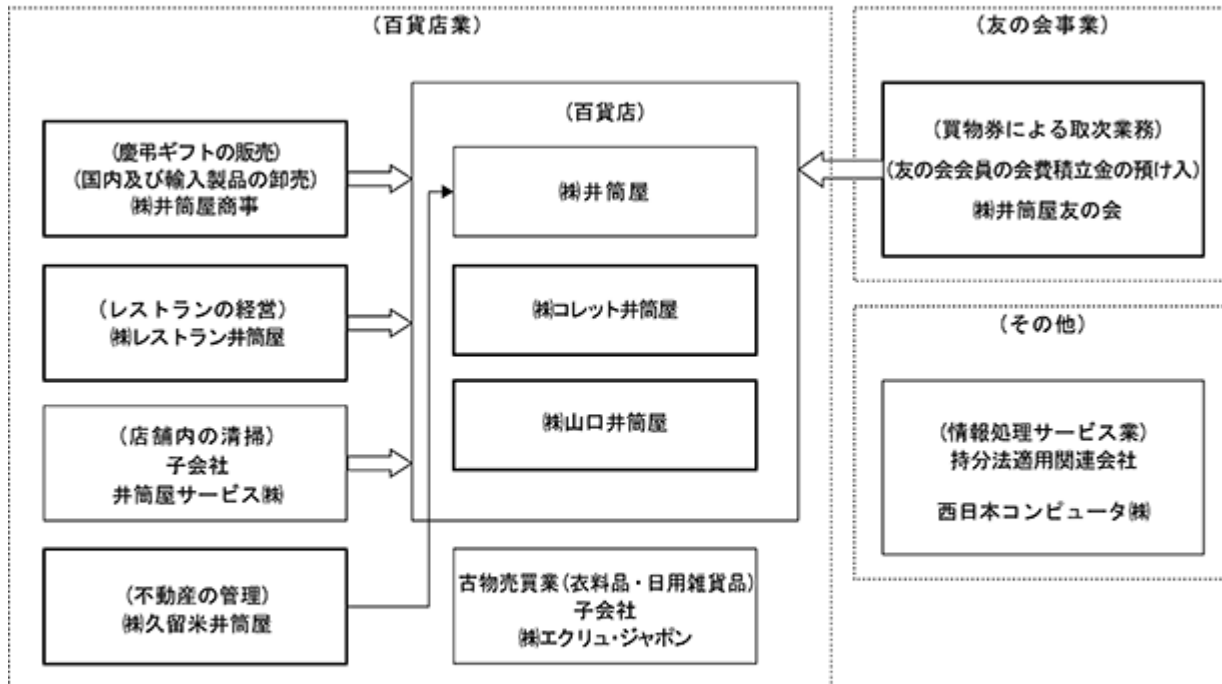 (百貨店業)
(慶弔ギフトの販売)
(国内及び輸入製品の卸売)
㈱井筒屋商事
(レストランの経営)
㈱レストラン井筒屋
(店舗内の清掃)
子会社
井筒屋サービス㈱
(不動産の管理)
㈱久留米井筒屋
(百貨店)
㈱井筒屋
㈱コレット井筒屋
㈱山口井筒屋
古物売買業(衣料品・日用雑貨品)
子会社
㈱エクリュ・ジャポン
(友の会事業)
(買物券による取次業務)
(友の会会員の会費積立金の預け入)
㈱井筒屋友の会
(その他)
(情報処理サービス業)
持分法適用関連会社
西日本コンピュータ㈱